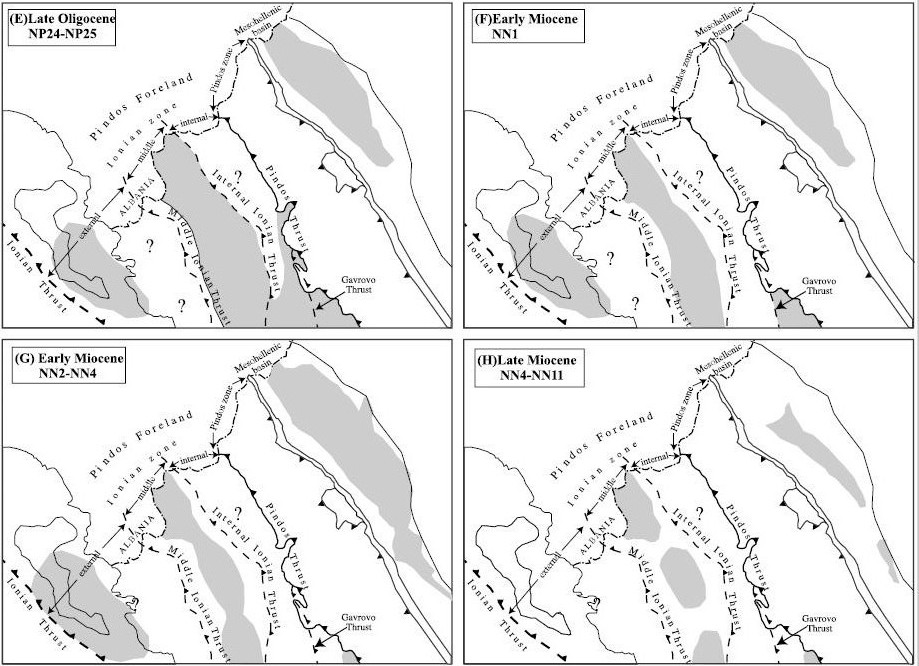 (E)Late Oligocene
NP24-NP25
Mesohellenic
basin
Pindos zone
Pindos Foreland
Ionian zone
internal
middle
external
ALBANIA
?
Internal Ionian Thrust
Pindos Thrust
Middle Ionian Thrust
?
?
Ionian Thrust
Gavrovo
Thrust
(F)Early Miocene
NN1
Mesohellenic
basin
Pindos zone
Pindos Foreland
Ionian zone
internal
middle
external
ALBANIA
?
Internal Ionian Thrust
Pindos Thrust
Middle Ionian Thrust
?
?
Ionian Thrust
Gavrovo
Thrust
(G) Early Miocene
NN2-NN4
Mesohellenic
basin
Pindos zone
Pindos Foreland
Ionian zone
internal
middle
external
ALBANIA
?
Internal Ionian Thrust
Pindos Thrust
Middle Ionian Thrust
Ionian Thrust
Gavrovo
Thrust
(H)Late Miocene
NN4-NN11
Mesohellenic
basin
Pindos zone
Pindos Foreland
Ionian zone
internal
middle
external
ALBANIA
?
Internal Ionian Thrust
Pindos Thrust
Middle Ionian Thrust
Ionian Thrust
Gavrovo
Thrust